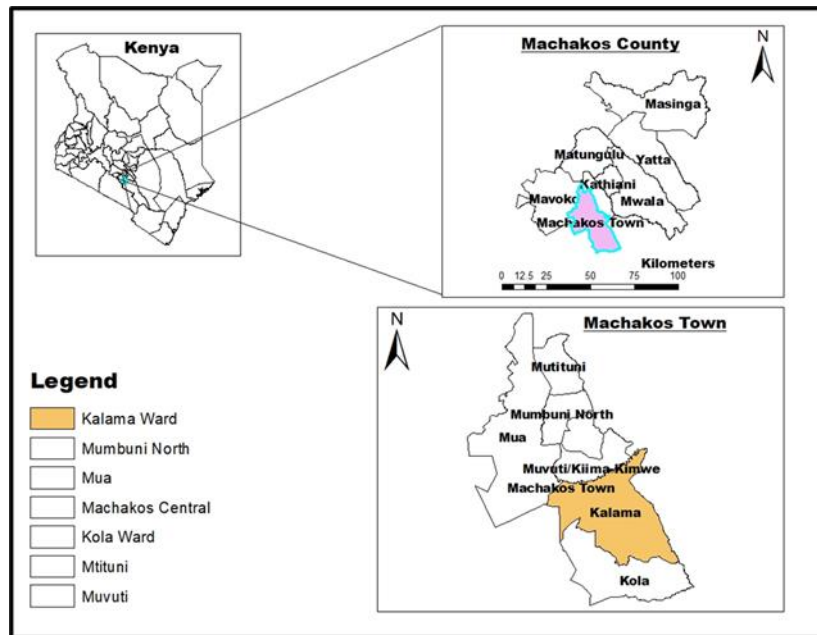 Kenya
Machakos County
N
Masinga
Matungulu
Yatta
Kathiani
Mavoko
Mwala
Machakos Town
Kilometers
0 12.5 25 50 75 100
N
Machakos Town
Mutituni
Mumbuni North
Mua
Muvuti/Kiima-Kimwe
Machakos Town
Kalama
Kola
Legend
Kalama Ward
Mumbuni North
Mua
Machakos Central
Kola Ward
Mtituni
Muvuti